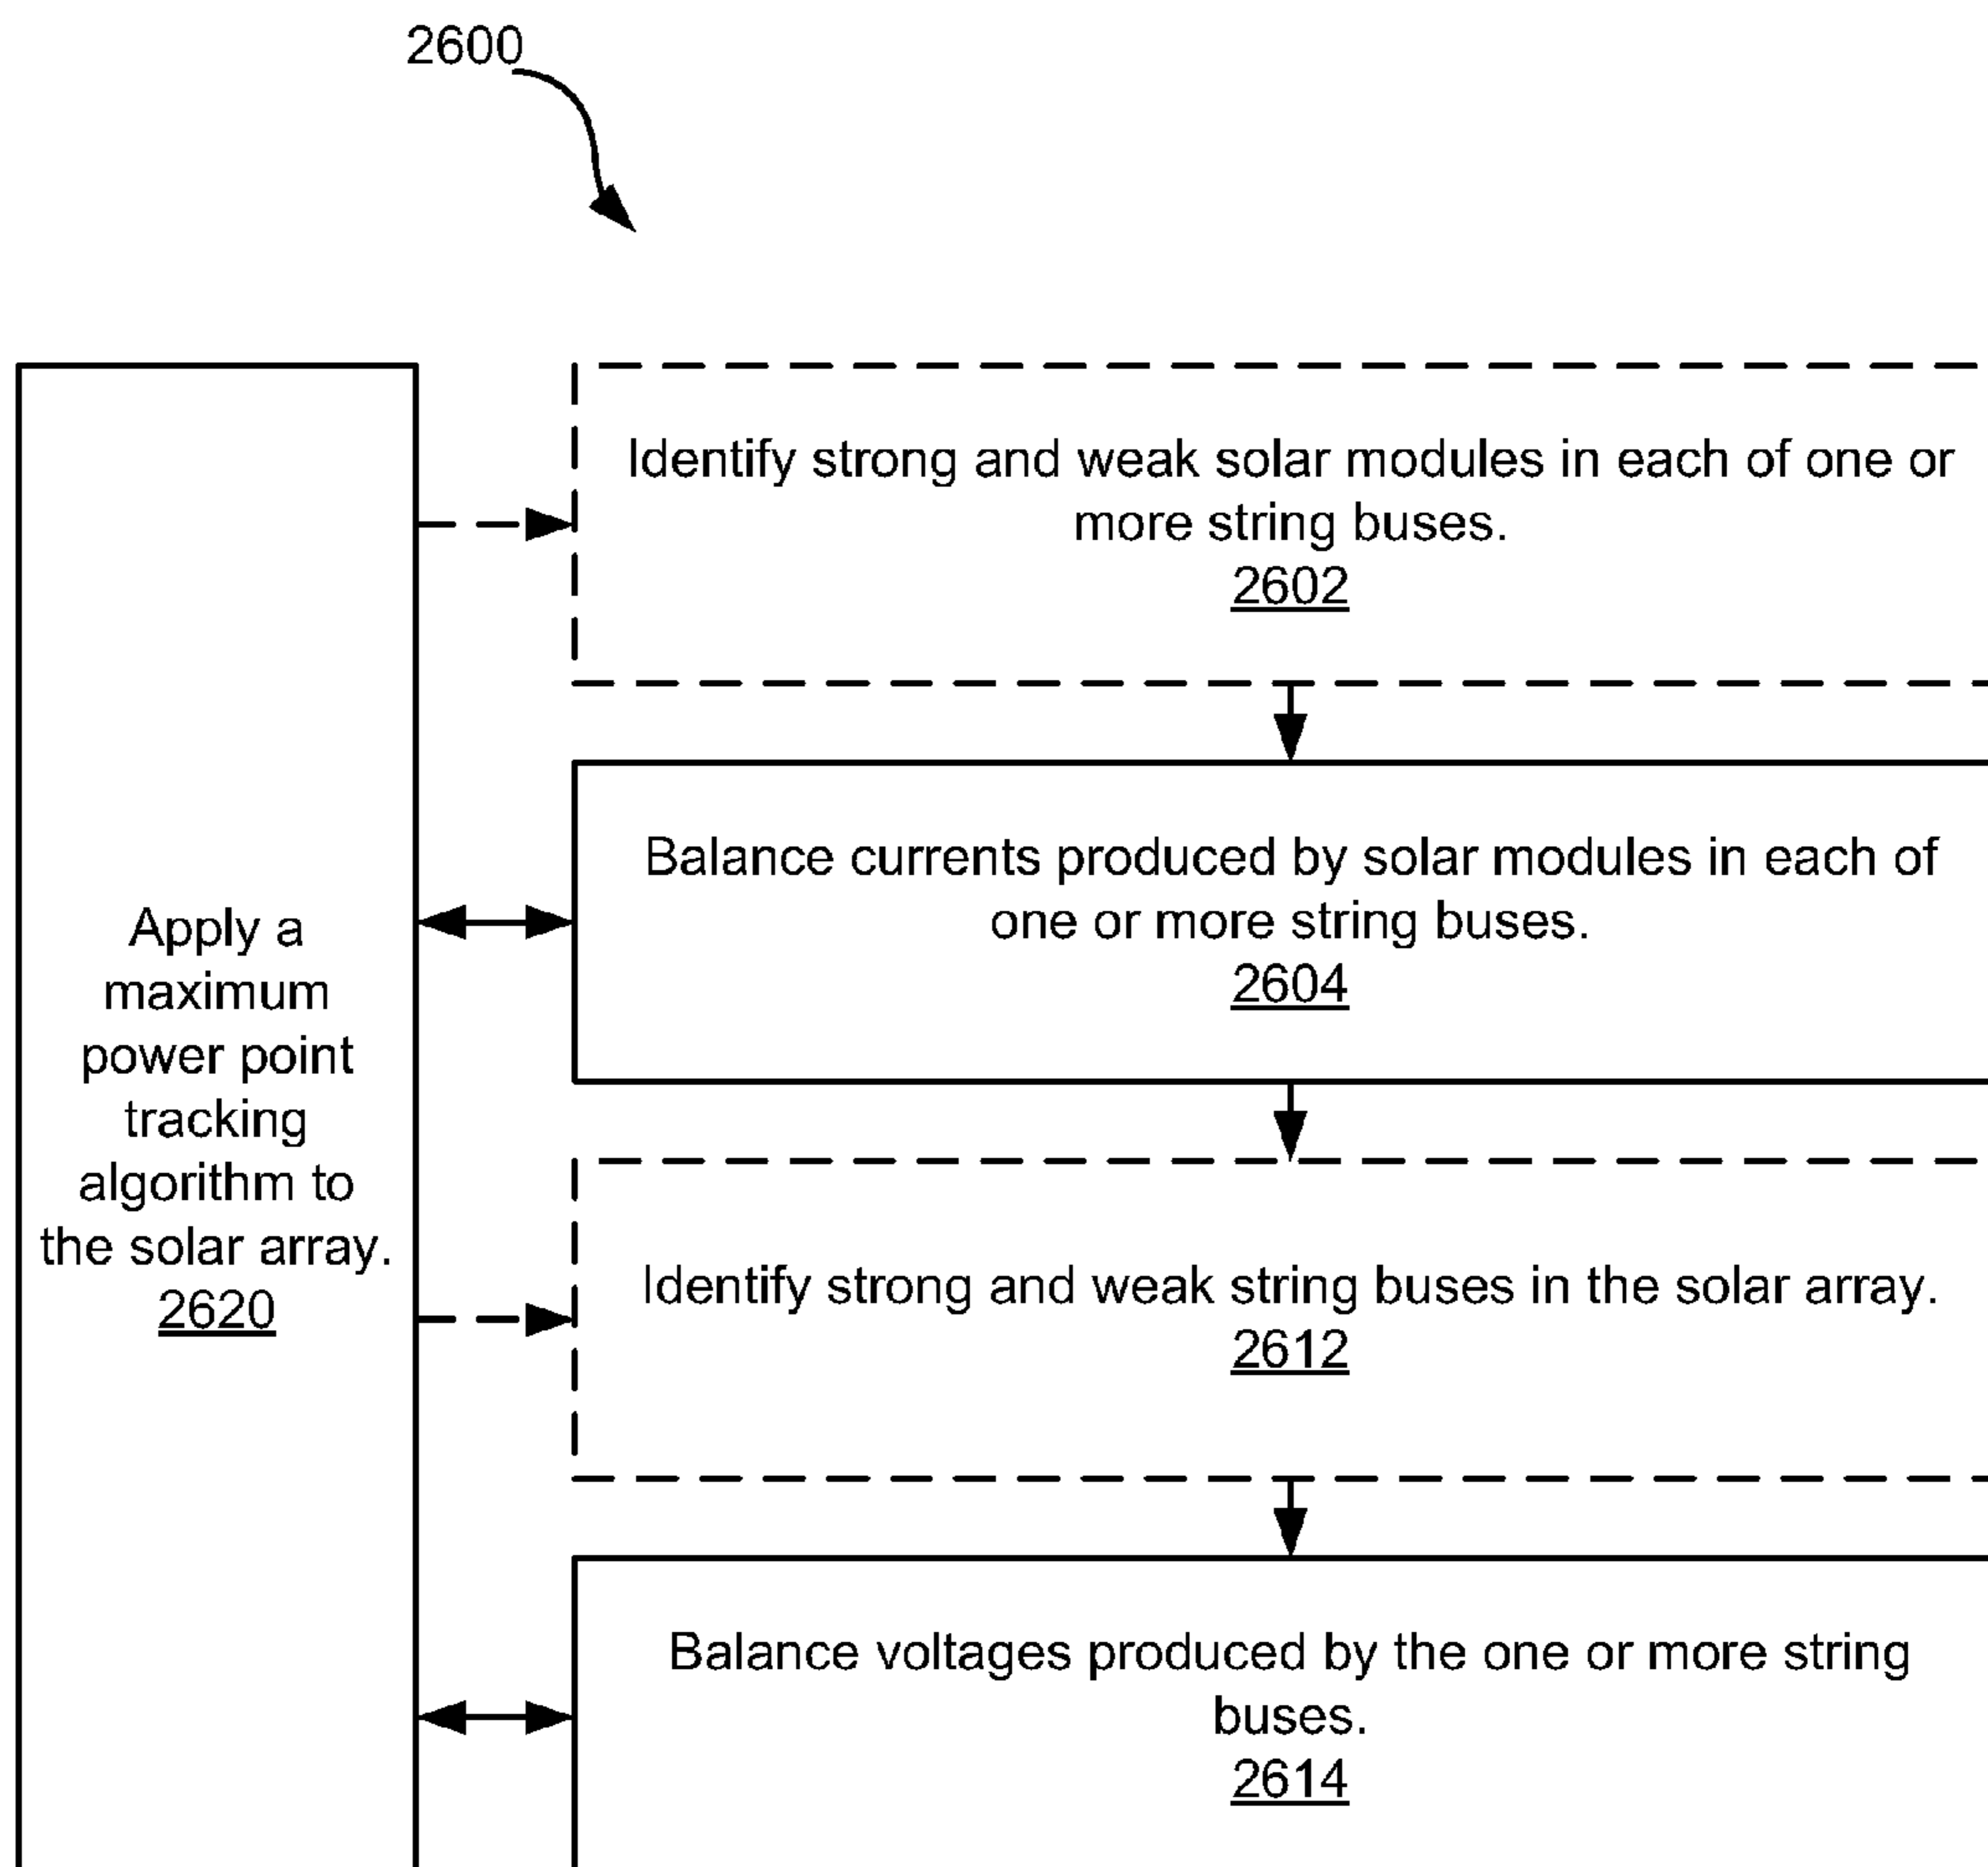 2600
Identify strong and weak solar modules in each of one or
more string buses.
2602
Balance currents produced by solar modules in each of
one or more string buses.
2604
Apply a
maximum
power point
tracking
algorithm to
the solar array.
2620
Identify strong and weak string buses in the solar array.
2612
Balance voltages produced by the one or more string
buses.
2614